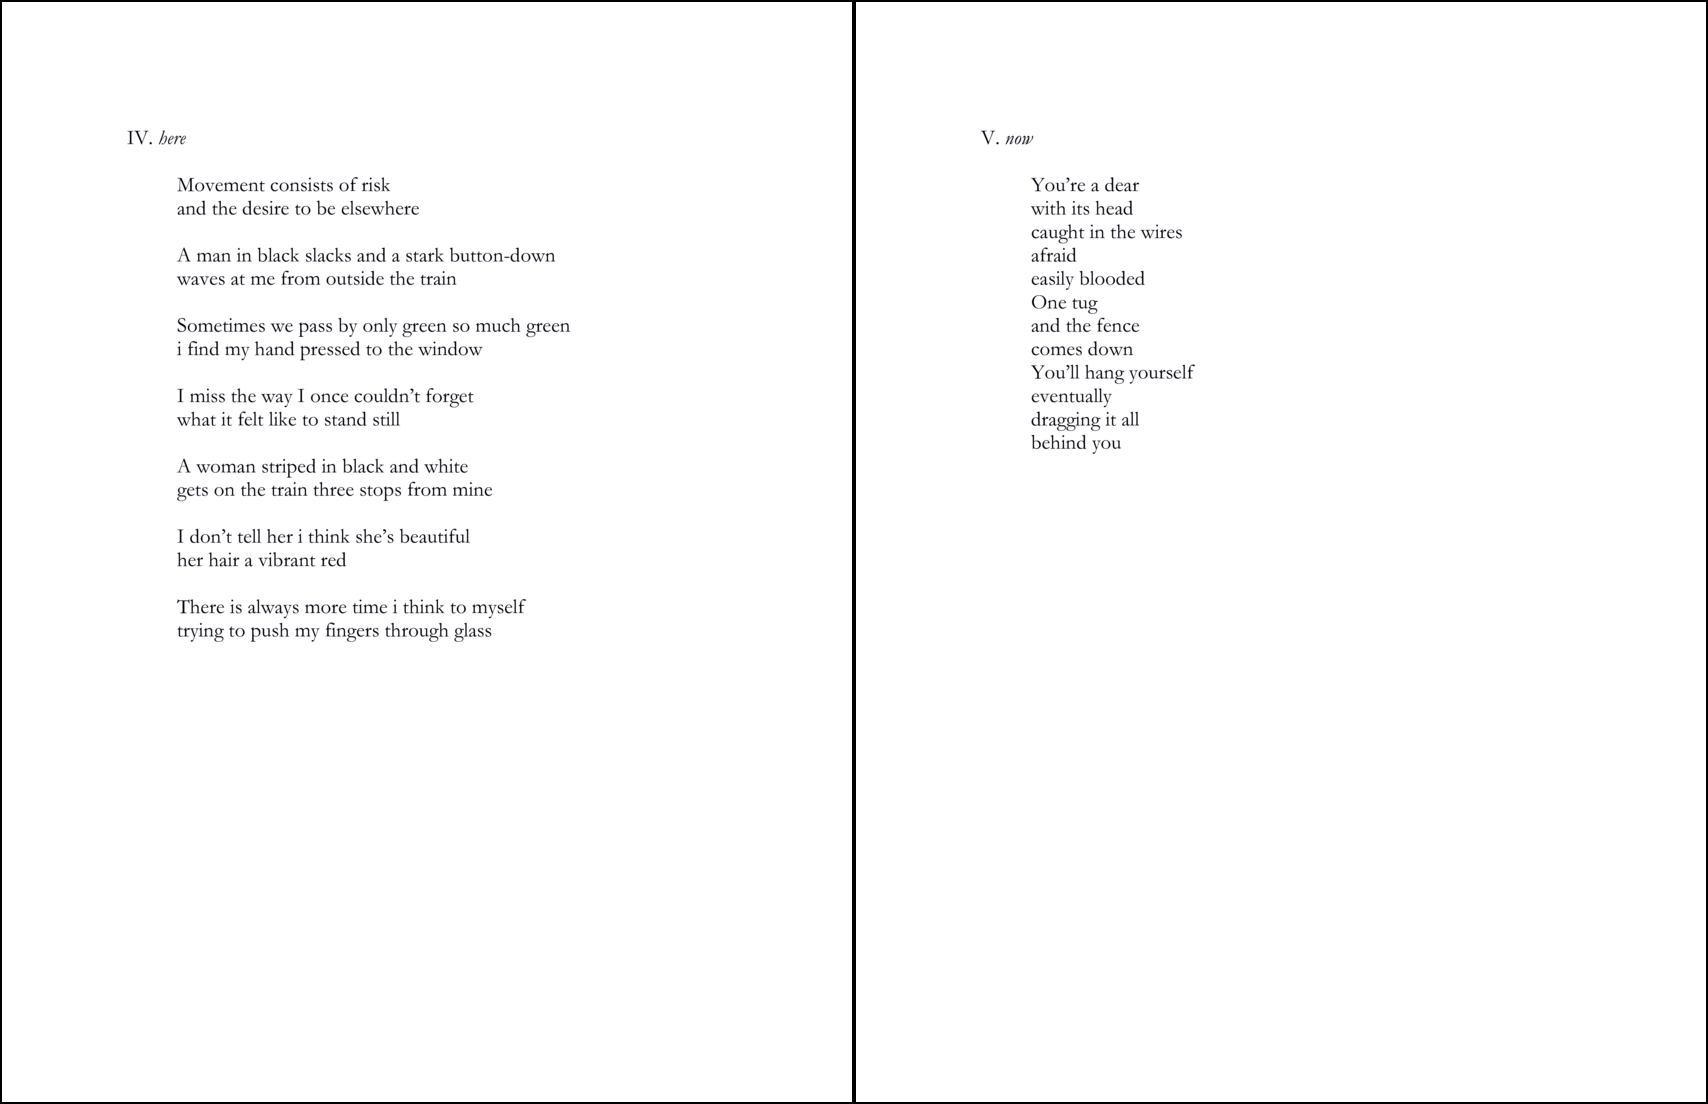 IV. here
Movement consists of risk
and the desire to be elsewhere
A man in black slacks and a stark button-down
waves at me from outside the train
Sometimes we pass by only green so much green
i find my hand pressed to the window
I miss the way I once couldn’t forget
what it felt like to stand still
A woman striped in black and white
gets on the train three stops from mine
I don’t tell her i think she’s beautiful
her hair a vibrant red
There is always more time i think to myself
trying to push my fingers through glass
V. now
You’re a dear
with its head
caught in the wires
afraid
easily blooded
One tug
and the fence
comes down
You’ll hang yourself
eventually
dragging it all
behind you